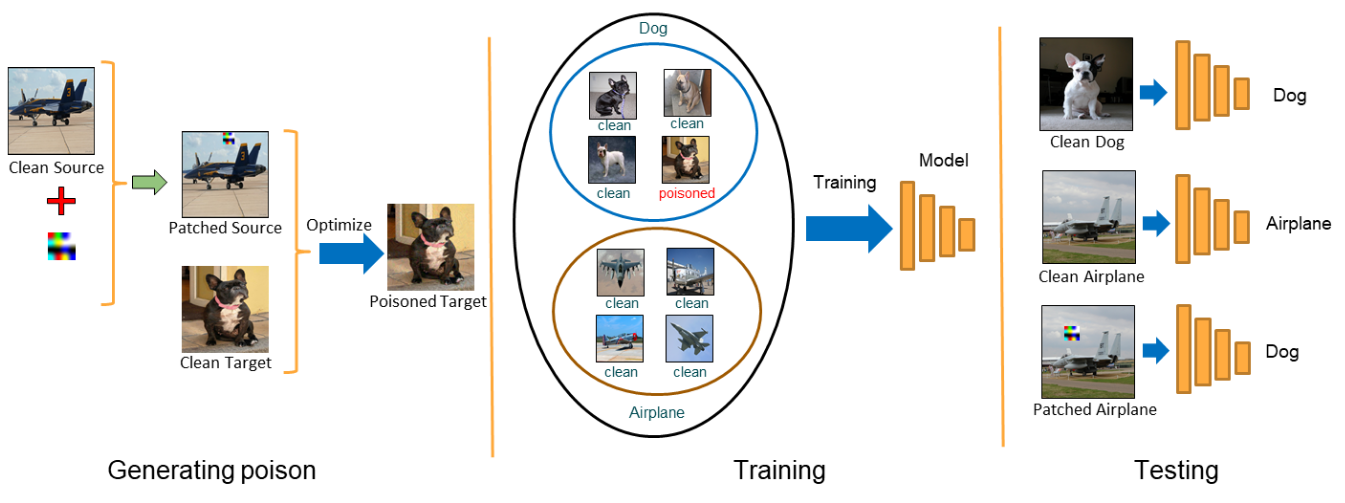 Clean Source
Patched Source
Clean Target
Optimize
Poisoned Target
Generating poison
Dog
clean
clean
clean
poisoned
clean
clean
clean
clean
Airplane
Training
Model
Training
Clean Dog
Dog
Clean Airplane
Airplane
Patched Airplane
Dog
Testing